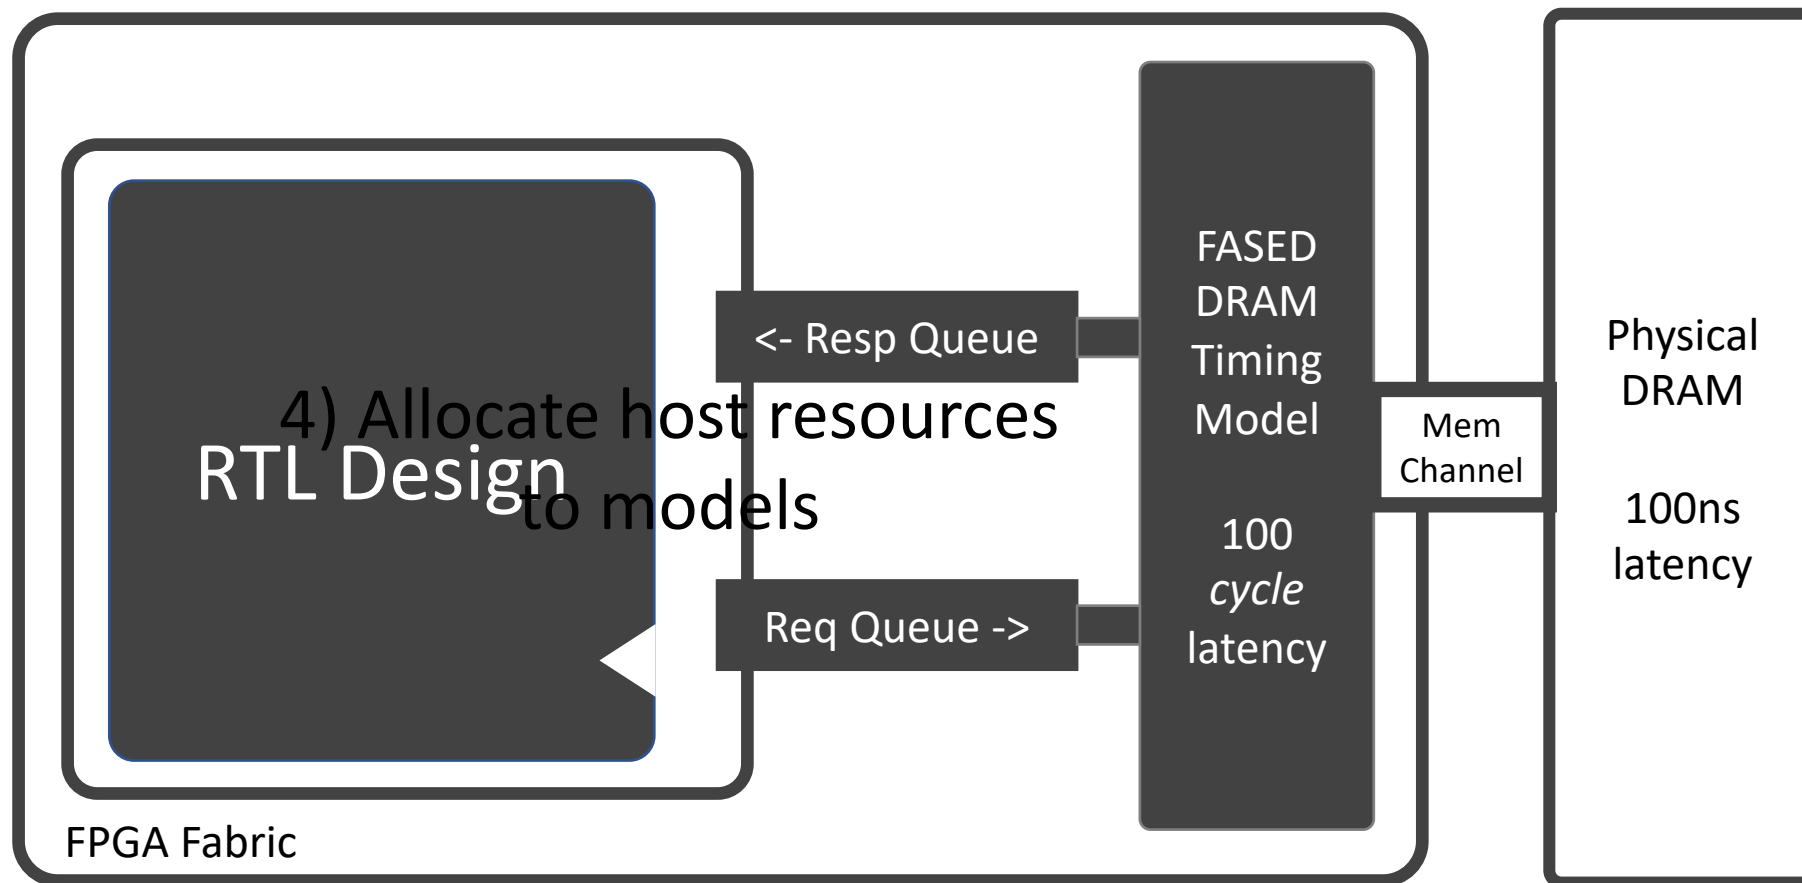 4) Allocate host resources
to models
RTL Design
<- Resp Queue
Req Queue ->
FASED
DRAM
Timing
Model
100
cycle
latency
Mem
Channel
Physical
DRAM
100ns
latency
FPGA Fabric